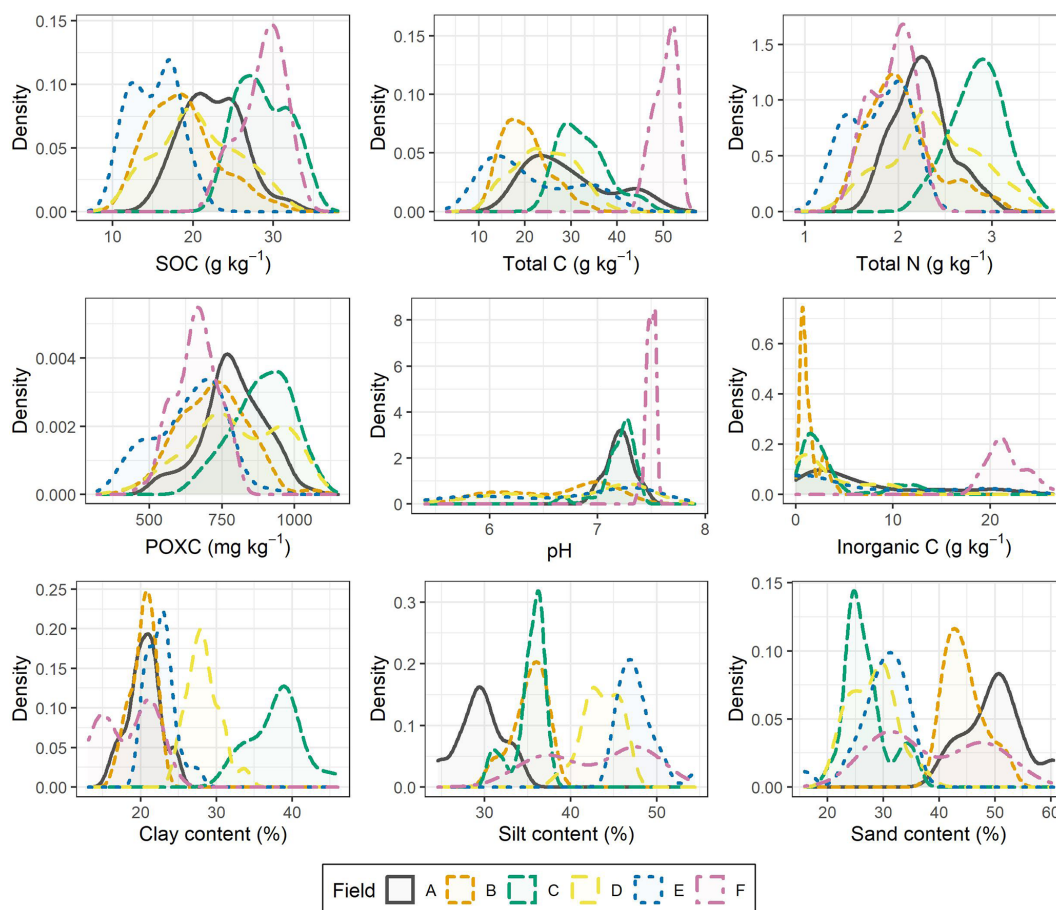 0.15
0.10
0.05
0.00
Density
10 20 30
SOC (g kg⁻¹)
0.15
0.10
0.05
0.00
Density
10 20 30 40 50
Total C (g kg⁻¹)
1.5
1.0
0.5
0.0
Density
1 2 3
Total N (g kg⁻¹)
0.004
0.002
0.000
Density
500 750 1000
POXC (mg kg⁻¹)
8
6
4
2
0
Density
6 7 8
pH
0.6
0.4
0.2
0.0
Density
0 10 20
Inorganic C (g kg⁻¹)
0.25
0.20
0.15
0.10
0.05
0.00
Density
20 30 40
Clay content (%)
0.3
0.2
0.1
0.0
Density
30 40 50
Silt content (%)
0.15
0.10
0.05
0.00
Density
20 30 40 50 60
Sand content (%)
Field A B C D E F